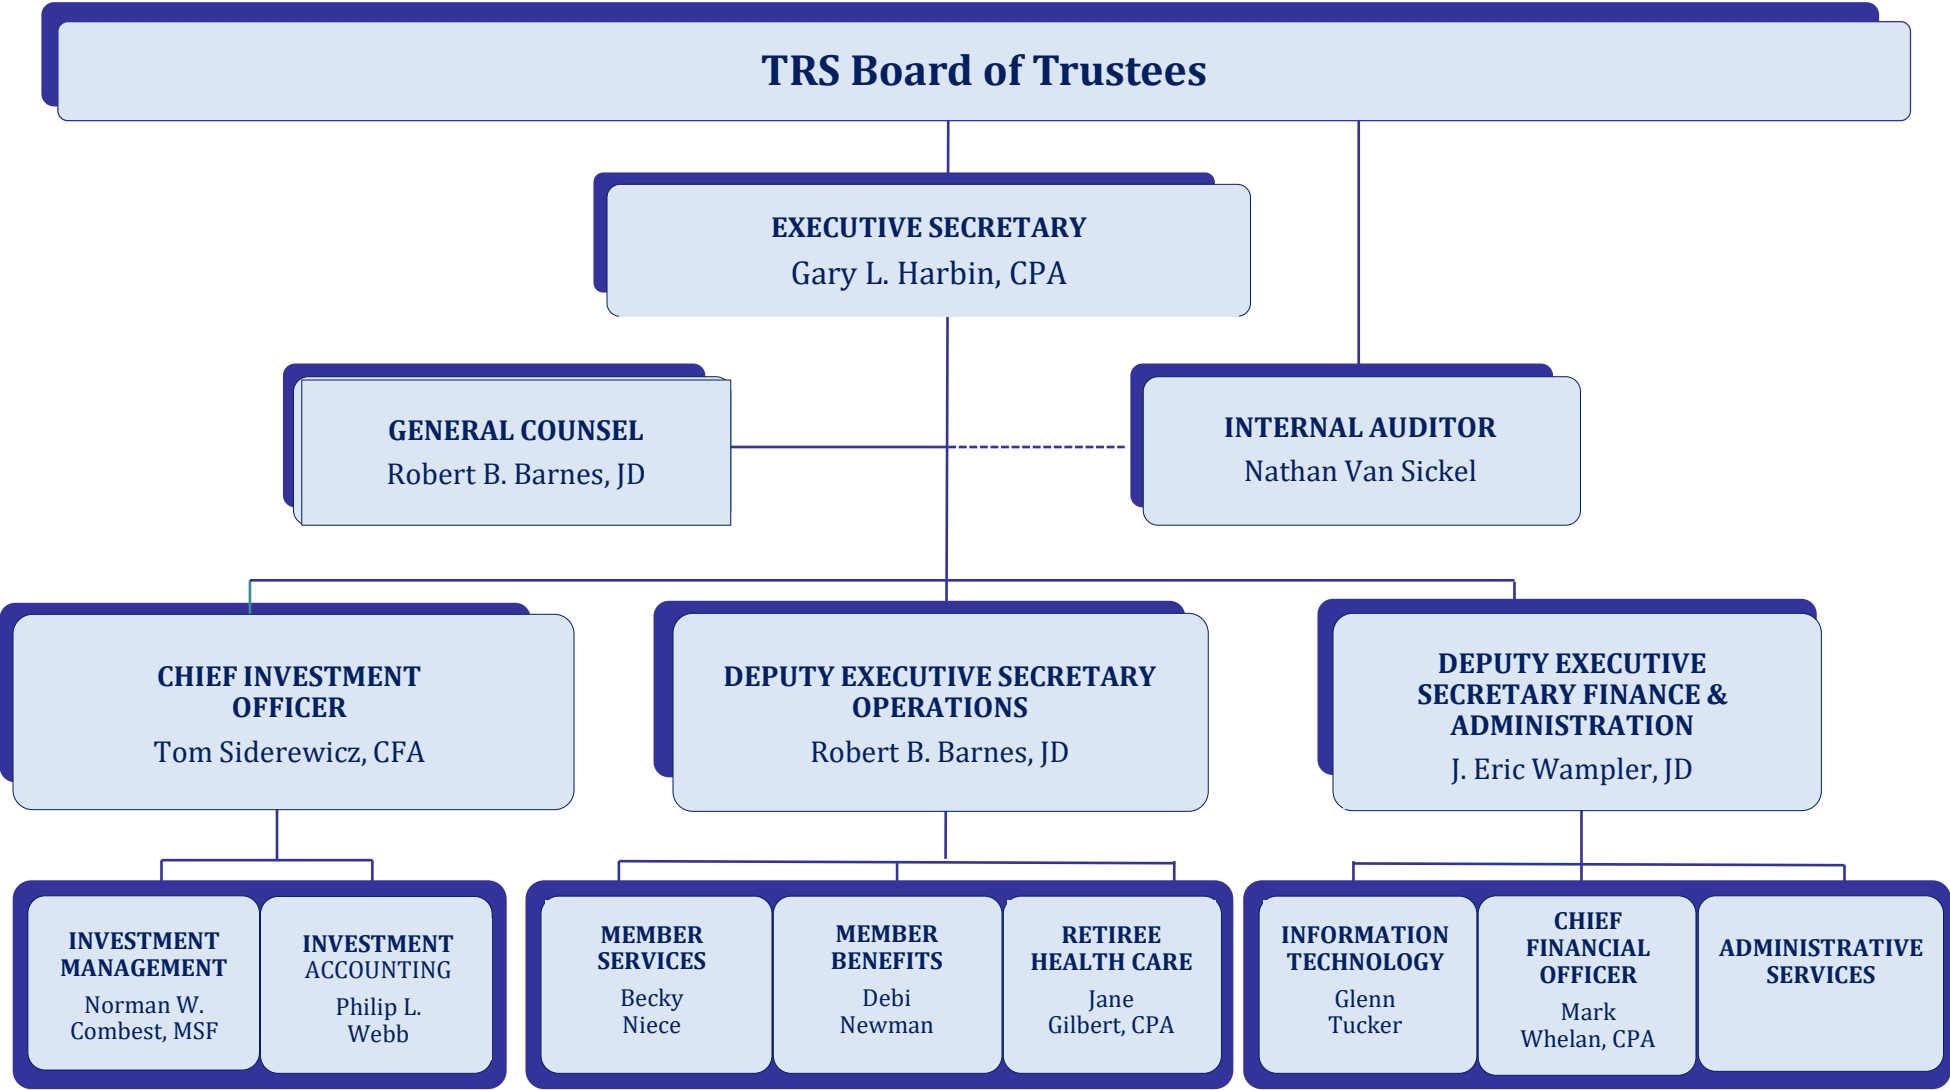 TRS Board of Trustees
EXECUTIVE SECRETARY
Gary L. Harbin, CPA
GENERAL COUNSEL
Robert B. Barnes, JD
INTERNAL AUDITOR
Nathan Van Sickel
CHIEF INVESTMENT
OFFICER
Tom Siderewicz, CFA
DEPUTY EXECUTIVE SECRETARY
OPERATIONS
Robert B. Barnes, JD
DEPUTY EXECUTIVE
SECRETARY FINANCE &
ADMINISTRATION
J. Eric Wampler, JD
INVESTMENT
MANAGEMENT
Norman W.
Combest, MSF
INVESTMENT
ACCOUNTING
Philip L.
Webb
MEMBER
SERVICES
Becky
Niece
MEMBER
BENEFITS
Debi
Newman
RETIREE
HEALTH CARE
Jane
Gilbert, CPA
INFORMATION
TECHNOLOGY
Glenn
Tucker
CHIEF
FINANCIAL
OFFICER
Mark
Whelan, CPA
ADMINISTRATIVE
SERVICES